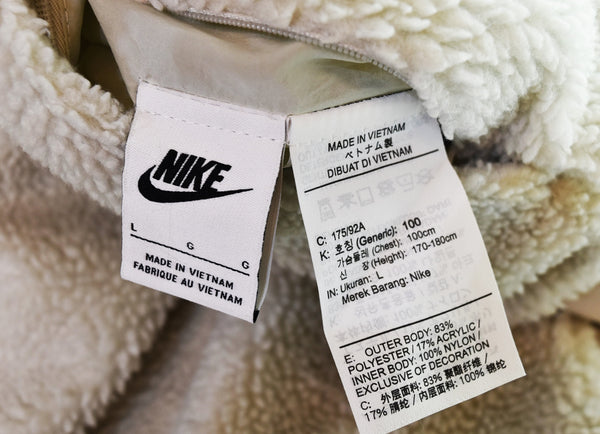 NIKE
L
G
G
MADE IN VIETNAM
FABRIQUE AU VIETNAM
MADE IN VIETNAM
ベトナム製
DIBUAT DI VIETNAM
C: 175/92A
K: 호칭 (Generic): 100
가슴둘레 (Chest): 100cm
신 장 (Height): 170-180cm
IN: Ukuran: L
Merek Barang: Nike
E: OUTER BODY: 83%
POLYESTER / 17% ACRYLIC /
INNER BODY: 100% NYLON /
EXCLUSIVE OF DECORATION
C: 外层面料: 83% 聚酯纤维 /
17% 腈纶 / 内层面料: 100% 锦纶